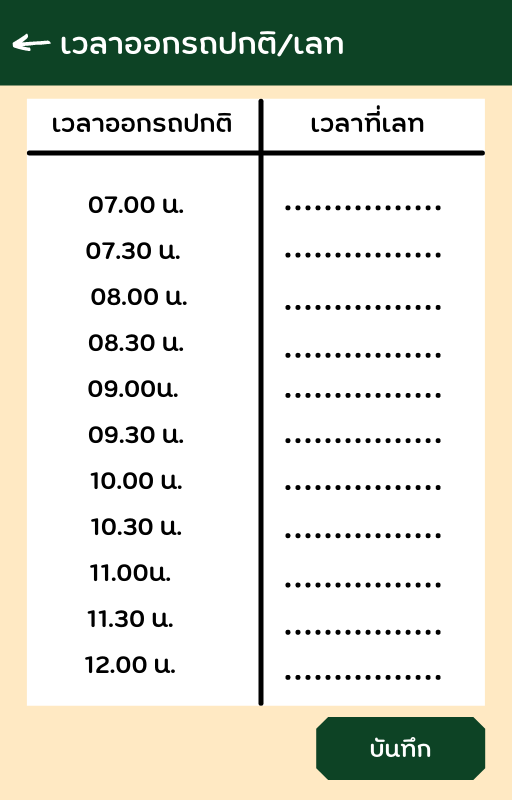 ← เวลาออกรถปกติ/เลท
เวลาออกรถปกติ เวลาที่เลท
07.00 น. ................
07.30 น. ................
08.00 น. ................
08.30 น. ................
09.00น. ................
09.30 น. ................
10.00 น. ................
10.30 น. ................
11.00น. ................
11.30 น. ................
12.00 น. ................
บันทึก